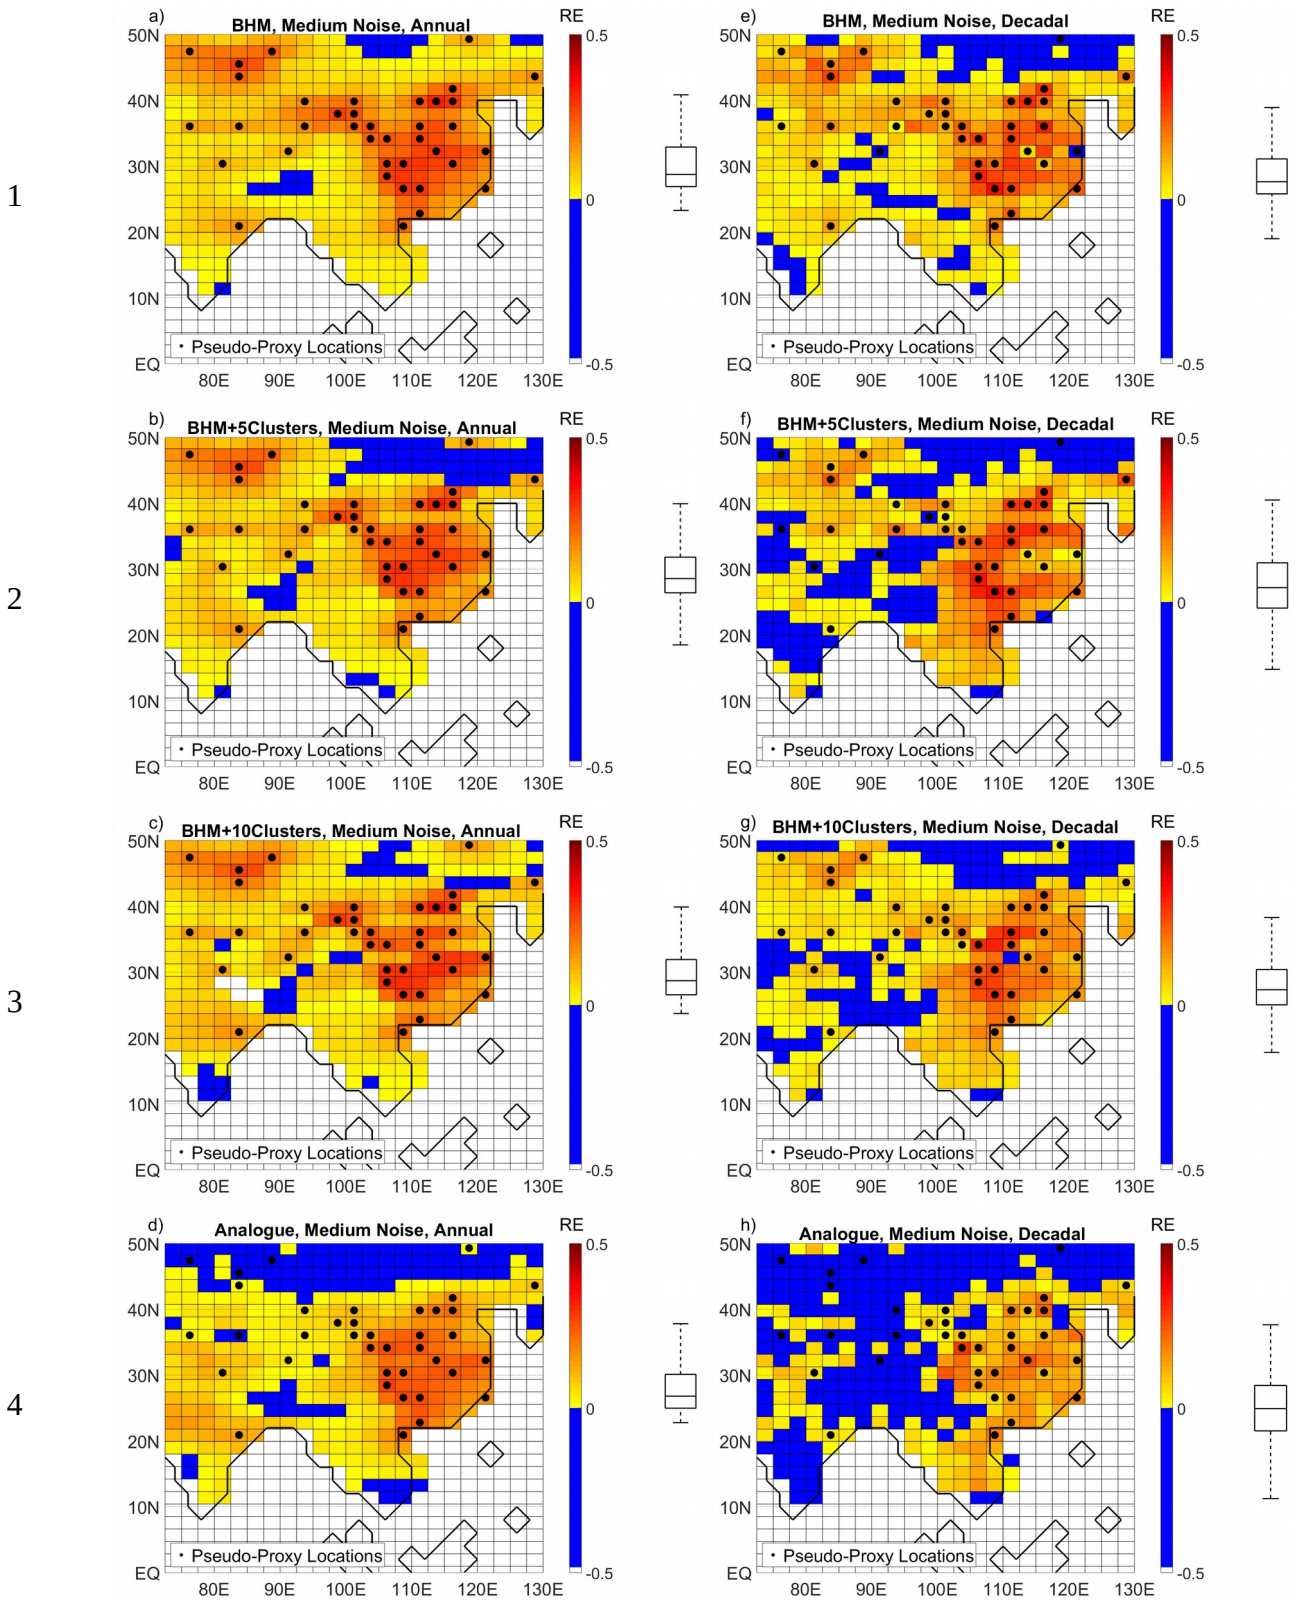 a) BHM, Medium Noise, Annual RE
50N 0.5
40N
30N
1
0
20N
10N
• Pseudo-Proxy Locations
EQ -0.5
80E 90E 100E 110E 120E 130E
e) BHM, Medium Noise, Decadal RE
50N 0.5
40N
30N
0
20N
10N
• Pseudo-Proxy Locations
EQ -0.5
80E 90E 100E 110E 120E 130E
b) BHM+5Clusters, Medium Noise, Annual RE
50N 0.5
40N
30N
2
0
20N
10N
• Pseudo-Proxy Locations
EQ -0.5
80E 90E 100E 110E 120E 130E
f) BHM+5Clusters, Medium Noise, Decadal RE
50N 0.5
40N
30N
0
20N
10N
• Pseudo-Proxy Locations
EQ -0.5
80E 90E 100E 110E 120E 130E
c) BHM+10Clusters, Medium Noise, Annual RE
50N 0.5
40N
30N
3
0
20N
10N
• Pseudo-Proxy Locations
EQ -0.5
80E 90E 100E 110E 120E 130E
g) BHM+10Clusters, Medium Noise, Decadal RE
50N 0.5
40N
30N
0
20N
10N
• Pseudo-Proxy Locations
EQ -0.5
80E 90E 100E 110E 120E 130E
d) Analogue, Medium Noise, Annual RE
50N 0.5
40N
30N
4
0
20N
10N
• Pseudo-Proxy Locations
EQ -0.5
80E 90E 100E 110E 120E 130E
h) Analogue, Medium Noise, Decadal RE
50N 0.5
40N
30N
0
20N
10N
• Pseudo-Proxy Locations
EQ -0.5
80E 90E 100E 110E 120E 130E